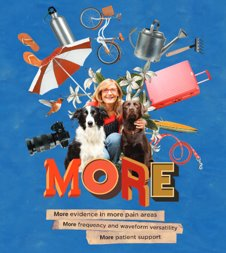 MORE
More evidence in more pain areas
More frequency and waveform versatility
More patient support